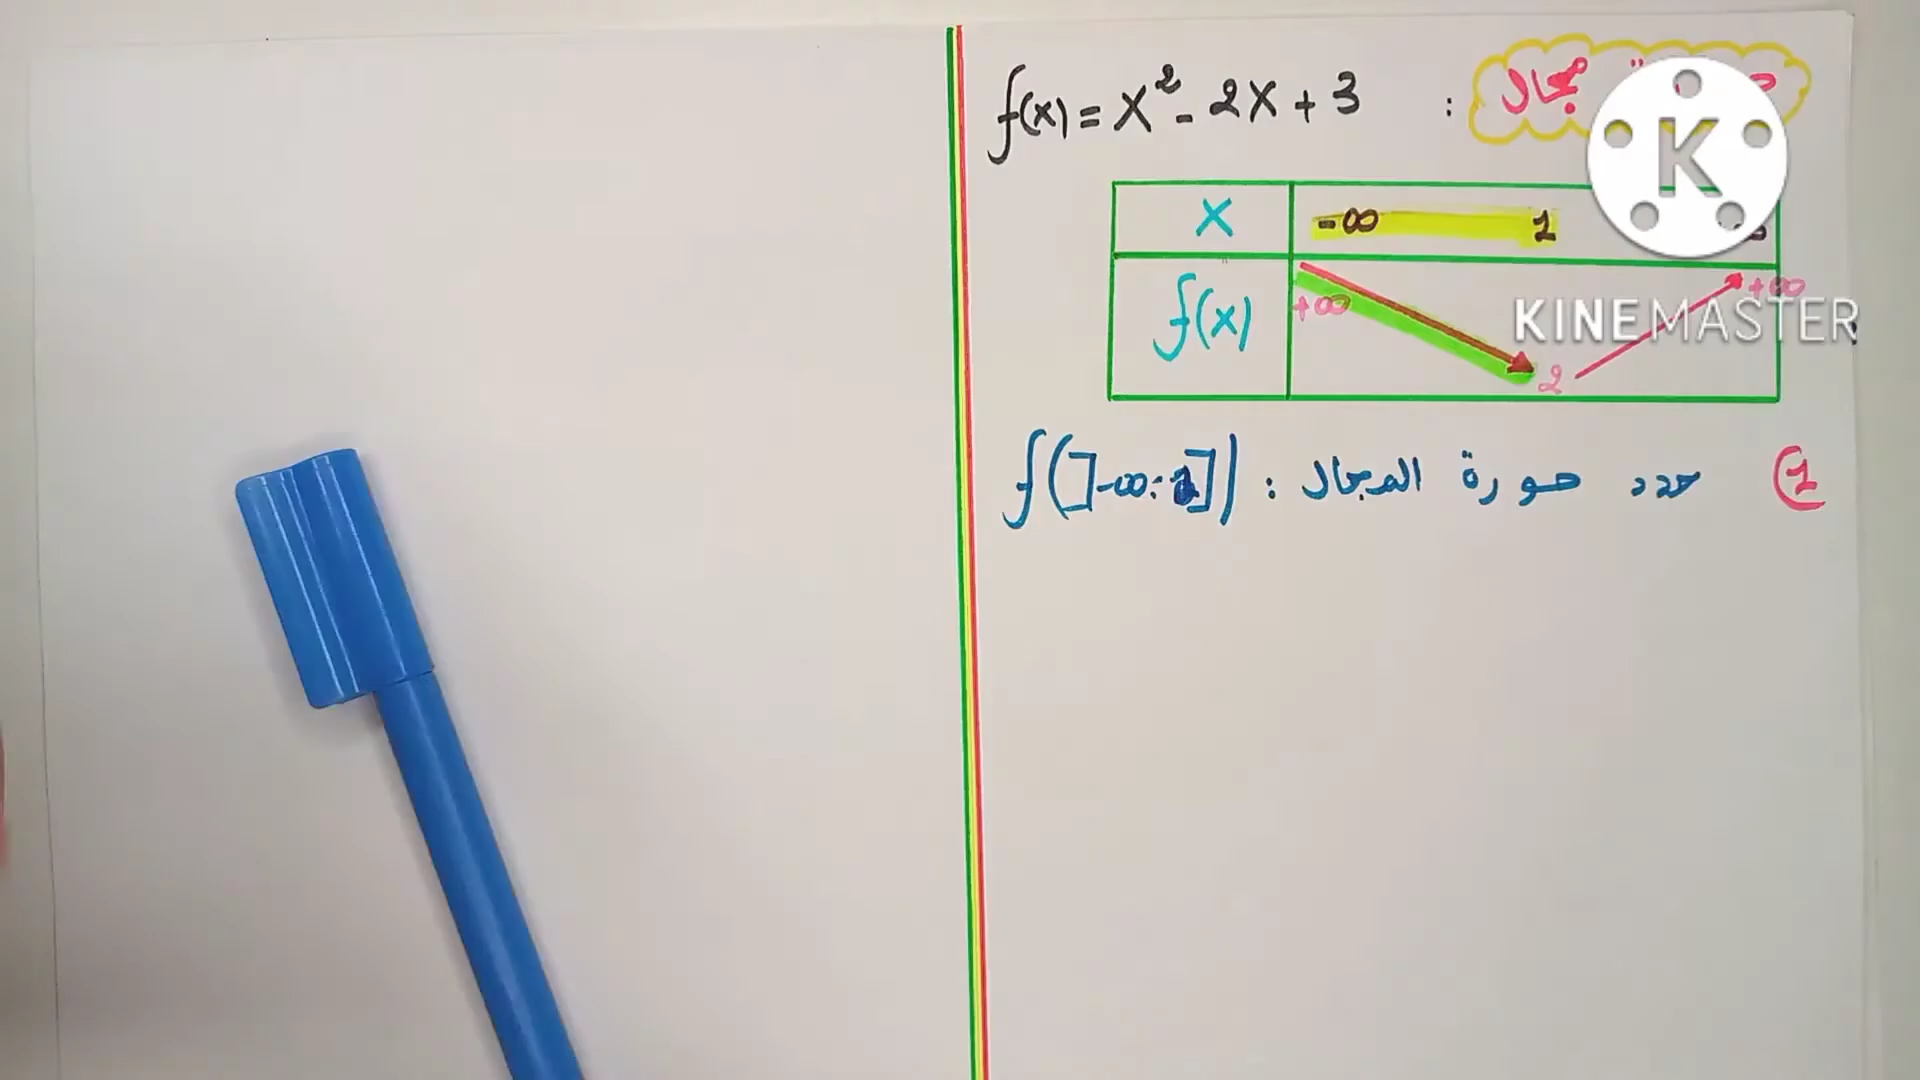 f(x) = x² - 2x + 3 : مجال
x -∞ 1
f(x) +∞ 2 +∞
① حدد صورة المجال : f(]-∞; 1])
K
KINEMASTER